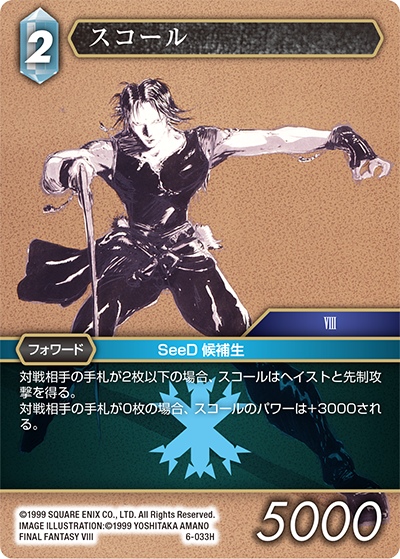 2
スコール
VIII
フォワード
SeeD 候補生
対戦相手の手札が2枚以下の場合、スコールはヘイストと先制攻
撃を得る。
対戦相手の手札が0枚の場合、スコールのパワーは+3000され
る。
©1999 SQUARE ENIX CO., LTD. All Rights Reserved.
IMAGE ILLUSTRATION:©1999 YOSHITAKA AMANO
FINAL FANTASY VIII
6-033H
5000